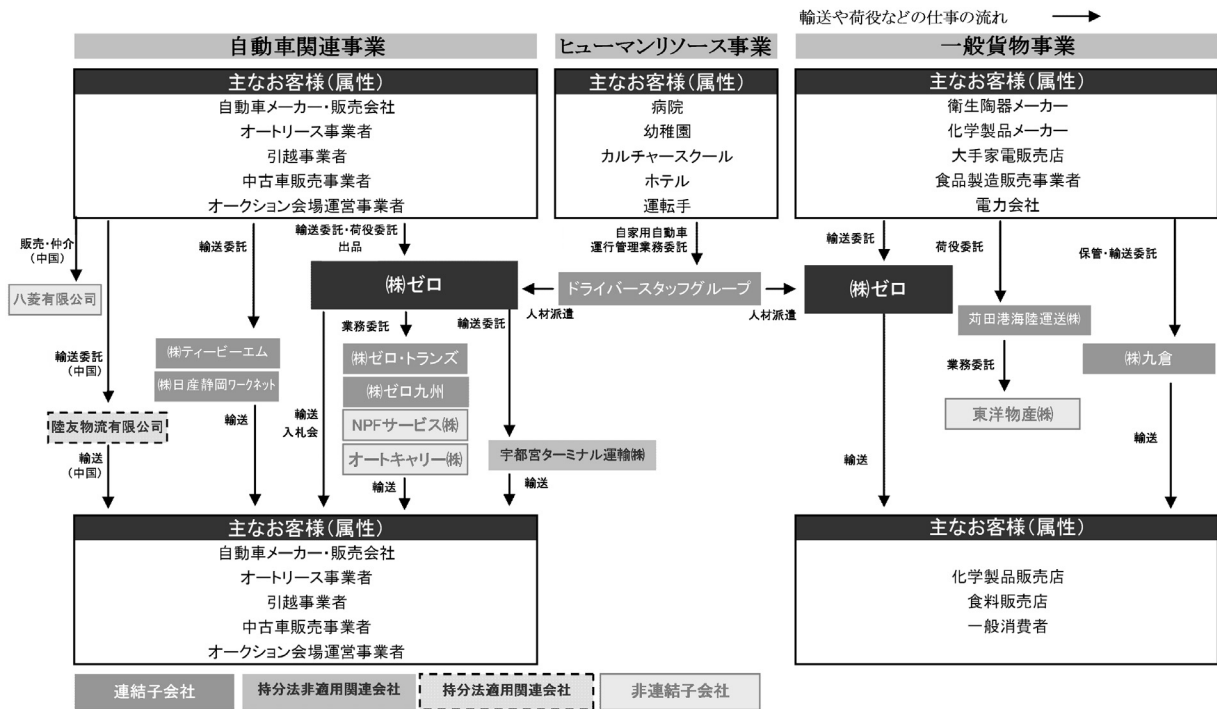 輸送や荷役などの仕事の流れ
自動車関連事業
ヒューマンリソース事業
一般貨物事業
主なお客様（属性）
自動車メーカー・販売会社
オートリース事業者
引越事業者
中古車販売事業者
オークション会場運営事業者
主なお客様（属性）
病院
幼稚園
カルチャースクール
ホテル
運転手
主なお客様（属性）
衛生陶器メーカー
化学製品メーカー
大手家電販売店
食品製造販売事業者
電力会社
販売・仲介
（中国）
輸送委託
輸送委託・荷役委託
出品
自家用自動車
運行管理業務委託
輸送委託
荷役委託
保管・輸送委託
八菱有限公司
㈱ゼロ
ドライバースタッフグループ
㈱ゼロ
人材派遣
人材派遣
業務委託
輸送委託
苅田港海陸運送㈱
輸送委託
（中国）
㈱ティービーエム
㈱日産静岡ワークネット
㈱ゼロ・トランズ
㈱ゼロ九州
NPFサービス㈱
オートキャリー㈱
業務委託
㈱九倉
東洋物産㈱
陸友物流有限公司
輸送
輸送
入札会
宇都宮ターミナル運輸㈱
輸送
輸送
輸送
（中国）
輸送
輸送
主なお客様（属性）
自動車メーカー・販売会社
オートリース事業者
引越事業者
中古車販売事業者
オークション会場運営事業者
主なお客様（属性）
化学製品販売店
食料販売店
一般消費者
連結子会社
持分法非適用関連会社
持分法適用関連会社
非連結子会社